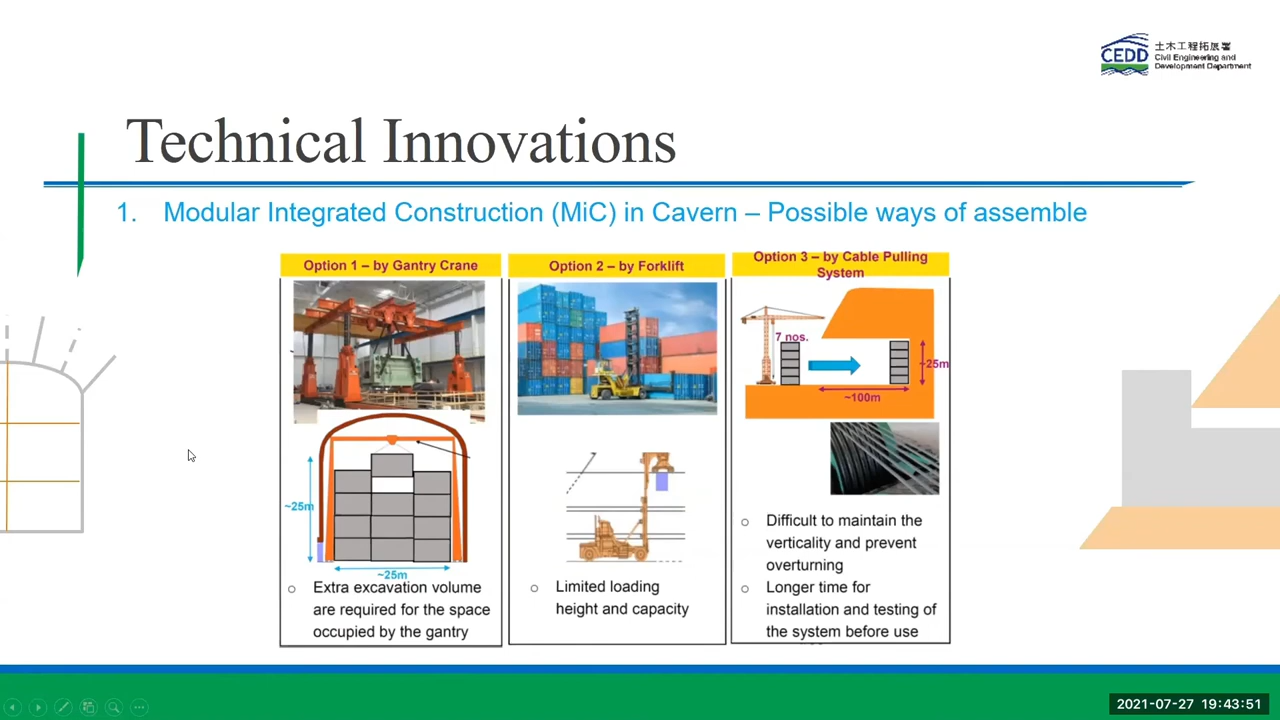 土木工程拓展署
CEDD
Civil Engineering and
Development Department
Technical Innovations
1. Modular Integrated Construction (MiC) in Cavern – Possible ways of assemble
Option 1 – by Gantry Crane
~25m
~25m
○ Extra excavation volume
are required for the space
occupied by the gantry
Option 2 – by Forklift
○ Limited loading
height and capacity
Option 3 – by Cable Pulling
System
7 nos.
~25m
~100m
○ Difficult to maintain the
verticality and prevent
overturning
○ Longer time for
installation and testing of
the system before use
2021-07-27 19:43:51